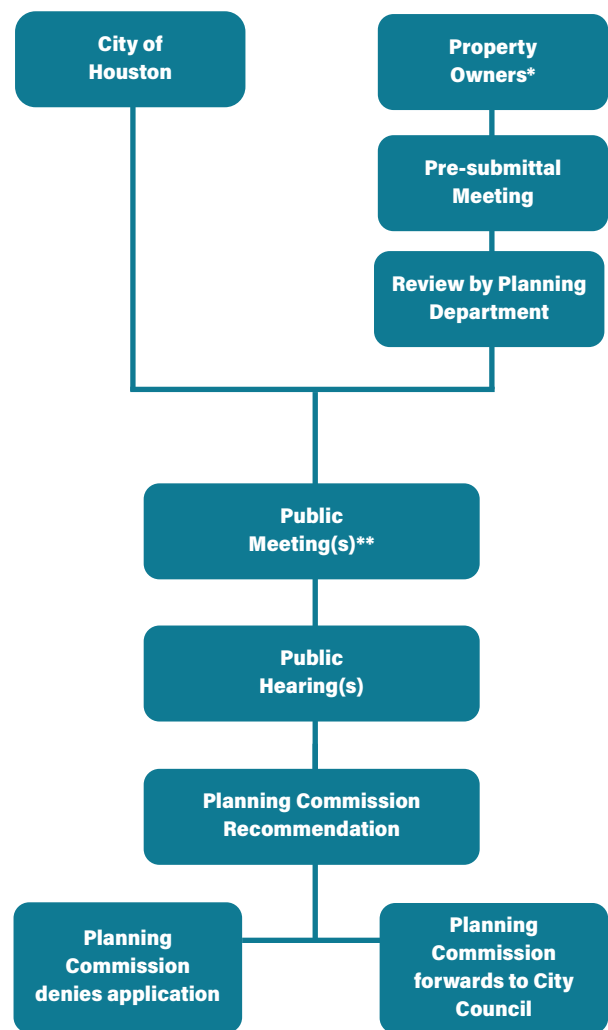 City of
Houston
Property
Owners*
Pre-submittal
Meeting
Review by Planning
Department
Public
Meeting(s)**
Public
Hearing(s)
Planning Commission
Recommendation
Planning
Commission
denies application
Planning
Commission
forwards to City
Council